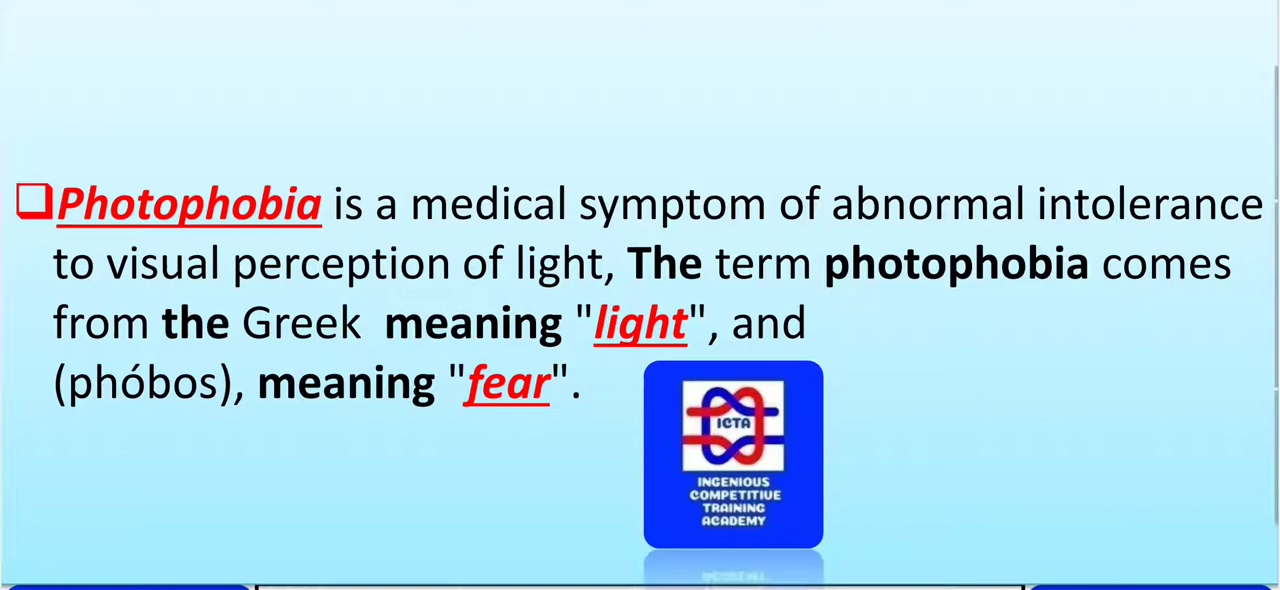 Photophobia is a medical symptom of abnormal intolerance
to visual perception of light, The term photophobia comes
from the Greek  meaning "light", and
(phóbos), meaning "fear".
ICTA
INGENIOUS
COMPETITIUE
TRAINING
ACADEMY